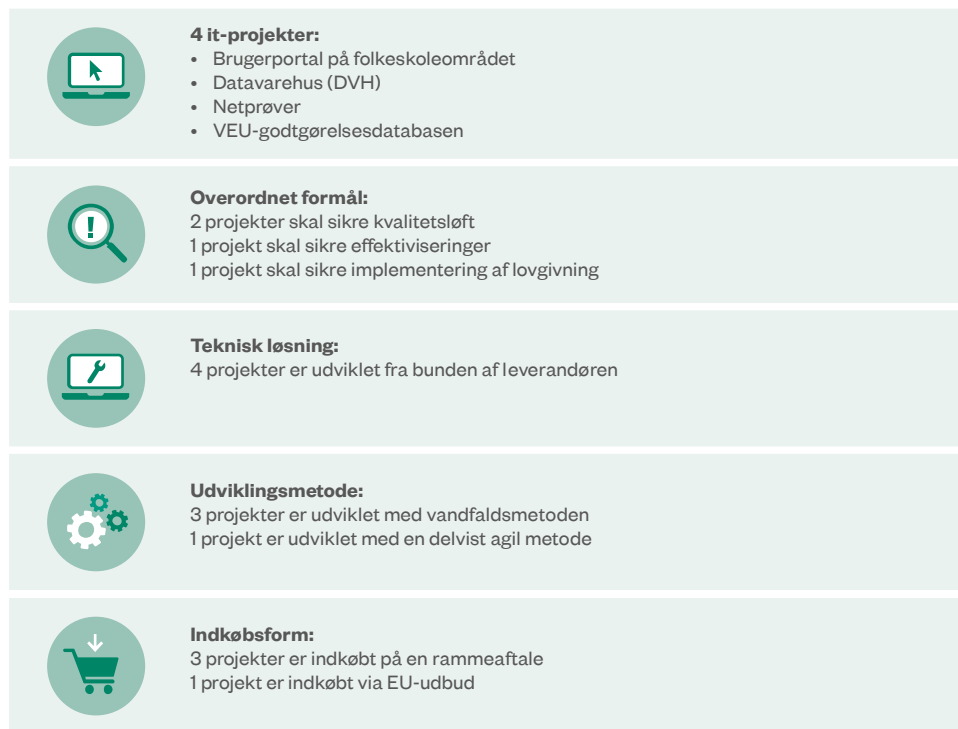 4 it-projekter:
• Brugerportal på folkeskoleområdet
• Datavarehus (DVH)
• Netprøver
• VEU-godtgørelsesdatabasen
Overordnet formål:
2 projekter skal sikre kvalitetsløft
1 projekt skal sikre effektiviseringer
1 projekt skal sikre implementering af lovgivning
Teknisk løsning:
4 projekter er udviklet fra bunden af leverandøren
Udviklingsmetode:
3 projekter er udviklet med vandfaldsmetoden
1 projekt er udviklet med en delvist agil metode
Indkøbsform:
3 projekter er indkøbt på en rammeaftale
1 projekt er indkøbt via EU-udbud